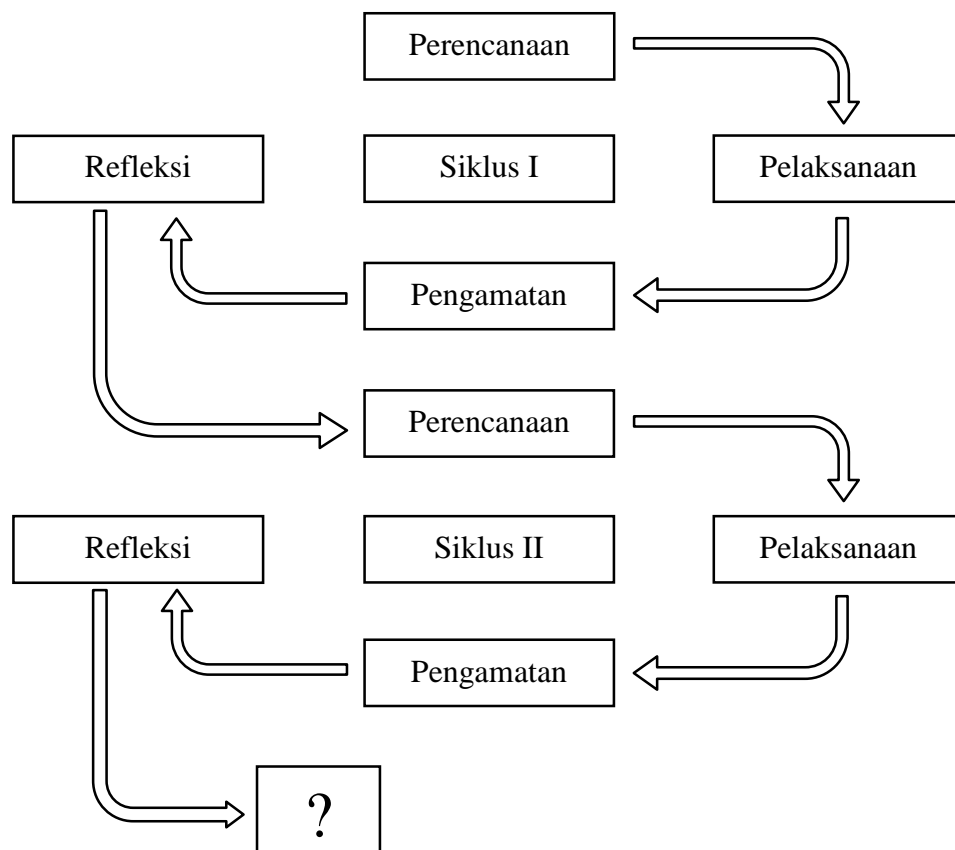 Perencanaan
Refleksi
Siklus I
Pelaksanaan
Pengamatan
Perencanaan
Refleksi
Siklus II
Pelaksanaan
Pengamatan
?